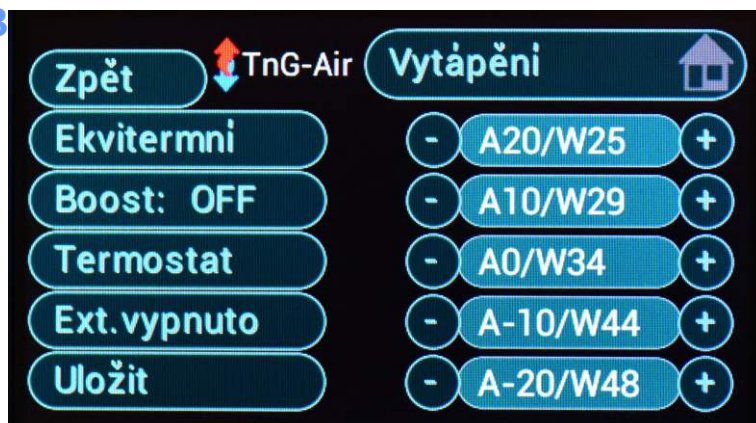 Zpět TnG-Air Vytápění
Ekvitermní - A20/W25 +
Boost: OFF - A10/W29 +
Termostat - A0/W34 +
Ext.vypnuto - A-10/W44 +
Uložit - A-20/W48 +